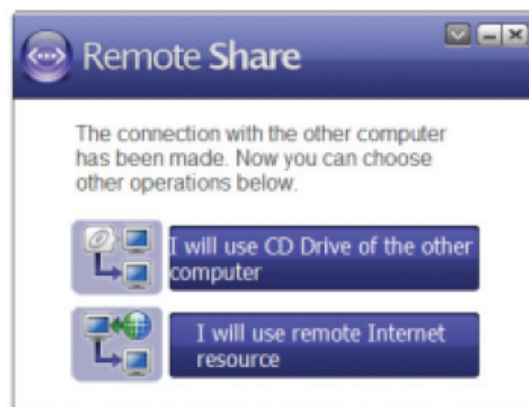 Remote Share
The connection with the other computer
has been made. Now you can choose
other operations below.
I will use CD Drive of the other
computer
I will use remote Internet
resource